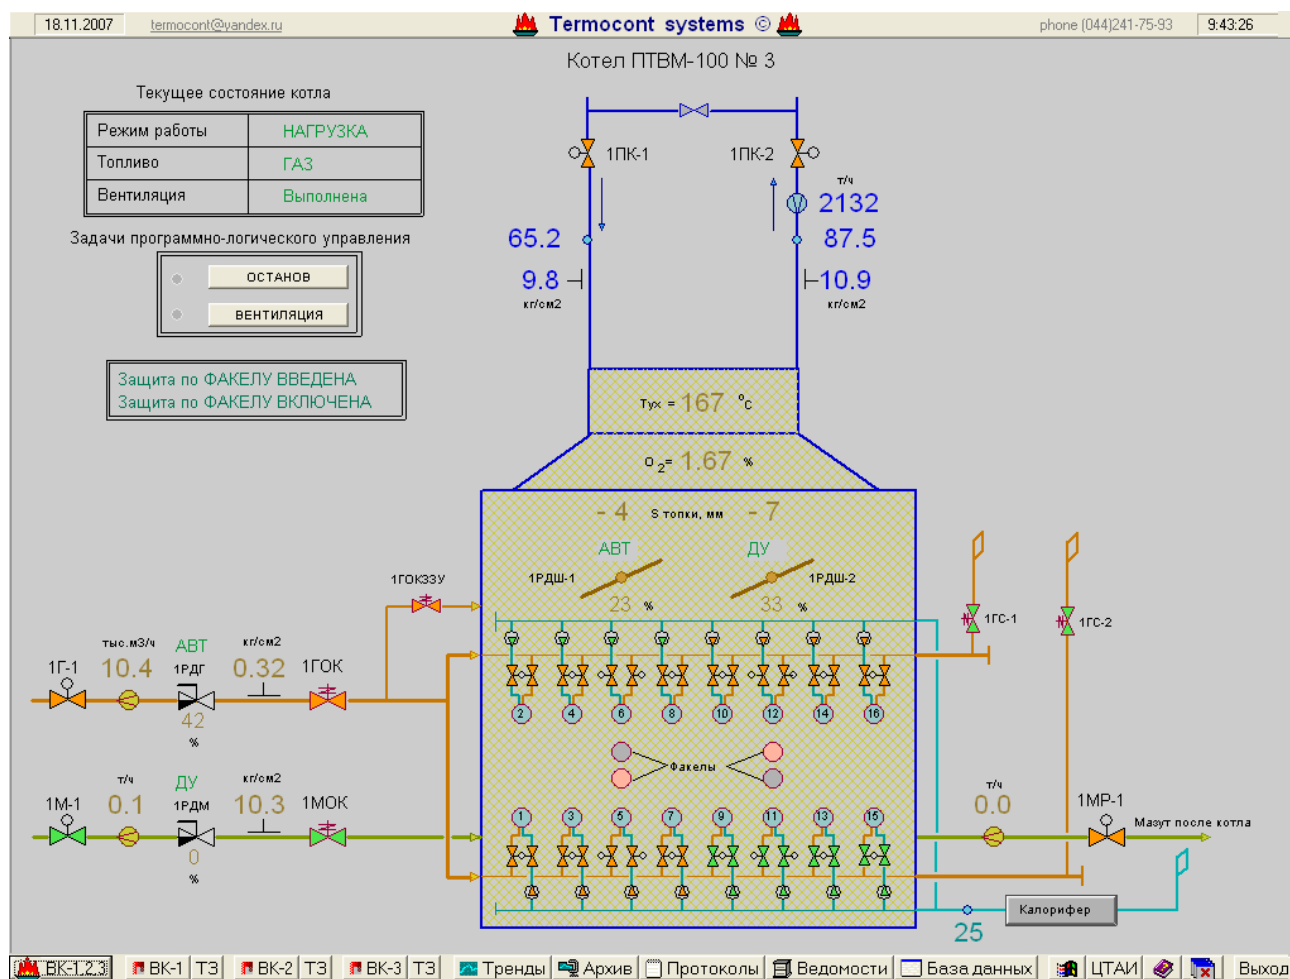 18.11.2007 termocont@yandex.ru Termocont systems © phone (044)241-75-93 9:43:26
Котел ПТВМ-100 № 3
Текущее состояние котла
Режим работы НАГРУЗКА
Топливо ГАЗ
Вентиляция Выполнена
1ПК-1 1ПК-2
т/ч
2132
65.2 87.5
9.8 10.9
кг/см2 кг/см2
Задачи программно-логического управления
ОСТАНОВ
ВЕНТИЛЯЦИЯ
Защита по ФАКЕЛУ ВВЕДЕНА
Защита по ФАКЕЛУ ВКЛЮЧЕНА
Тух = 167 °С
О2= 1.67 %
- 4 S топки, мм - 7
АВТ ДУ
1РДШ-1 1РДШ-2
23 % 33 %
1ГОКЗЗУ
1ГС-1 1ГС-2
тыс.м3/ч АВТ кг/см2
1Г-1 10.4 1РДГ 0.32 1ГОК
42
%
2 4 6 8 10 12 14 16
Факелы
т/ч ДУ кг/см2
1М-1 0.1 1РДМ 10.3 1МОК
0
%
1 3 5 7 9 11 13 15
т/ч
0.0 1МР-1
Мазут после котла
Калорифер
25
ВК-1,2,3 ВК-1 ТЗ ВК-2 ТЗ ВК-3 ТЗ Тренды Архив Протоколы Ведомости База данных ЦТАИ Выход